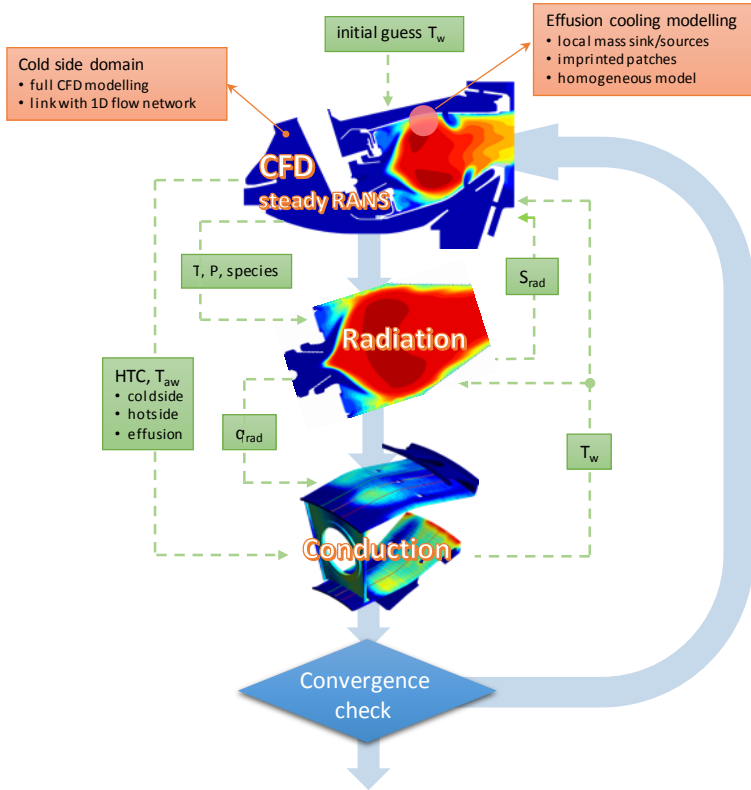 initial guess Tw
Effusion cooling modelling
• local mass sink/sources
• imprinted patches
• homogeneous model
Cold side domain
• full CFD modelling
• link with 1D flow network
CFD
steady RANS
T, P, species
Srad
Radiation
HTC, Taw
• coldside
• hotside
• effusion
qrad
Tw
Conduction
Convergence
check